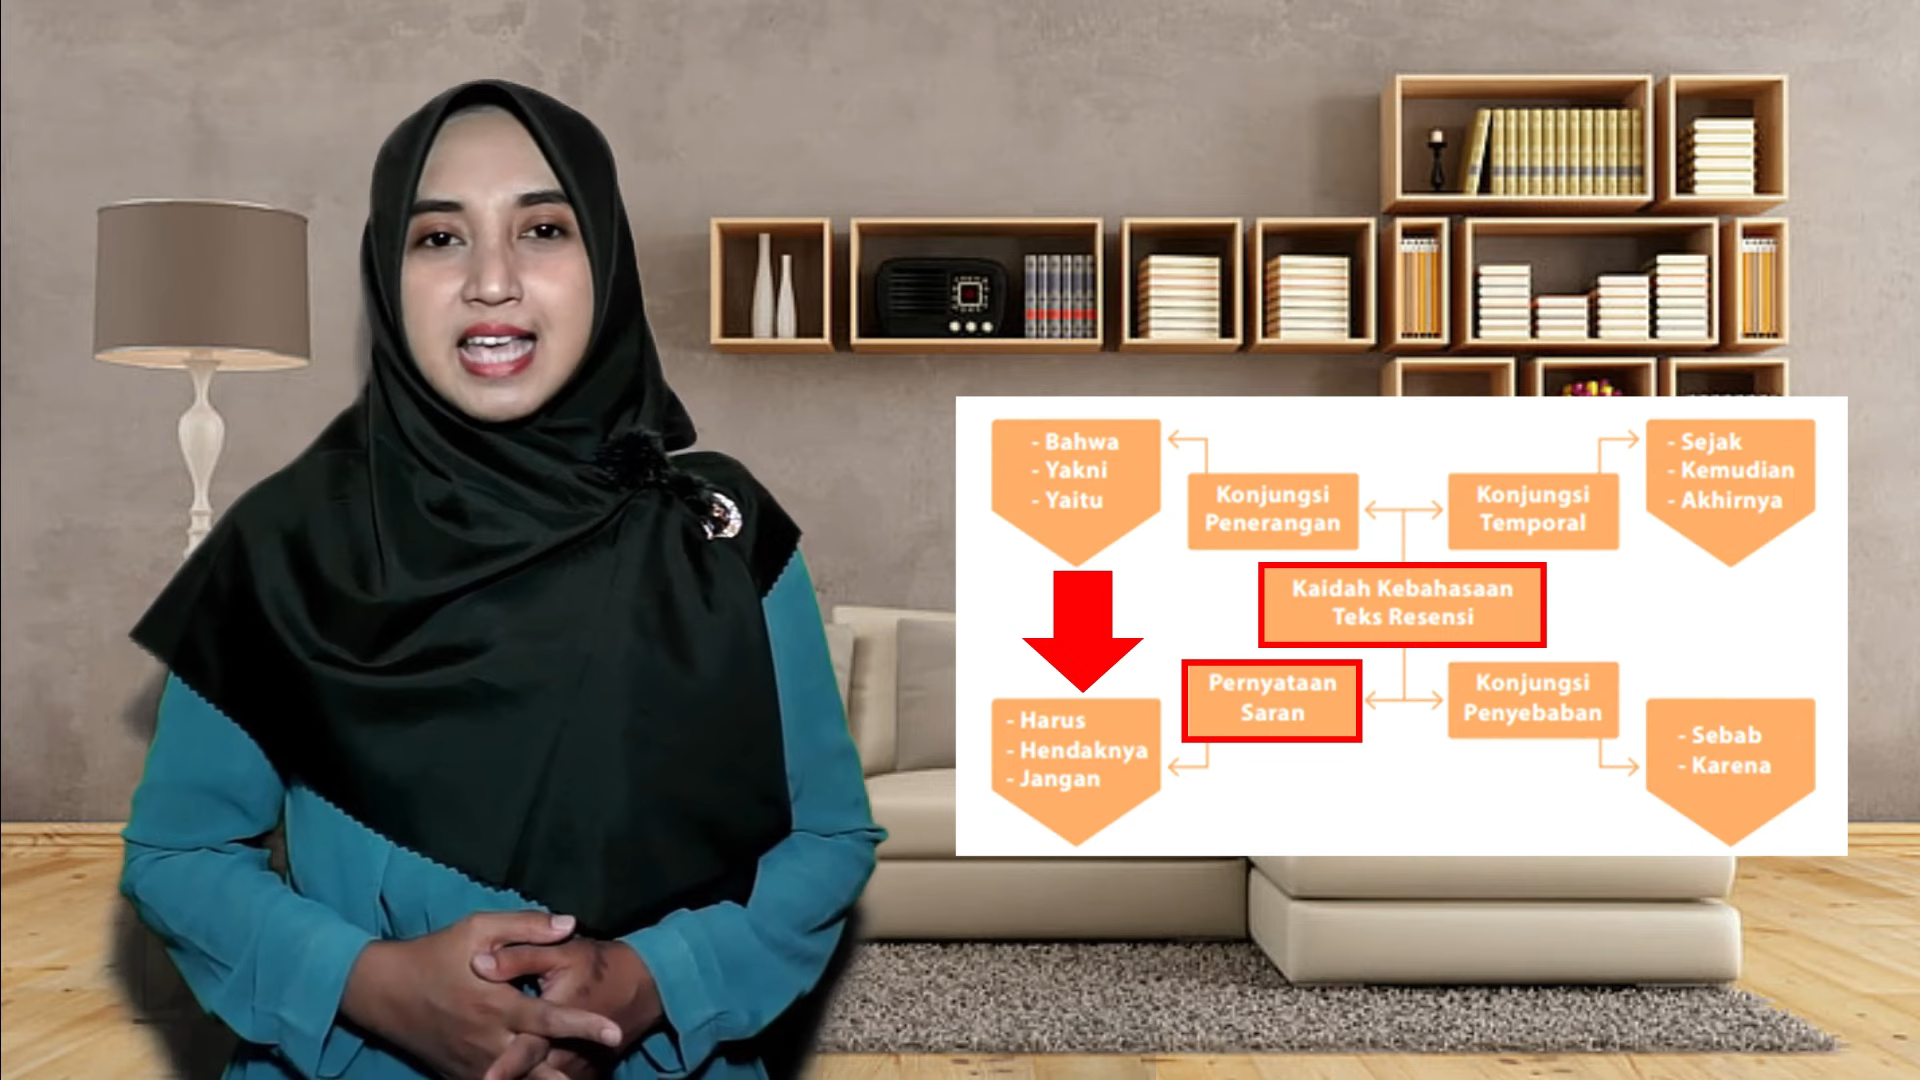 - Bahwa
- Yakni
- Yaitu
Konjungsi
Penerangan
Konjungsi
Temporal
- Sejak
- Kemudian
- Akhirnya
Kaidah Kebahasaan
Teks Resensi
Pernyataan
Saran
- Harus
- Hendaknya
- Jangan
Konjungsi
Penyebaban
- Sebab
- Karena